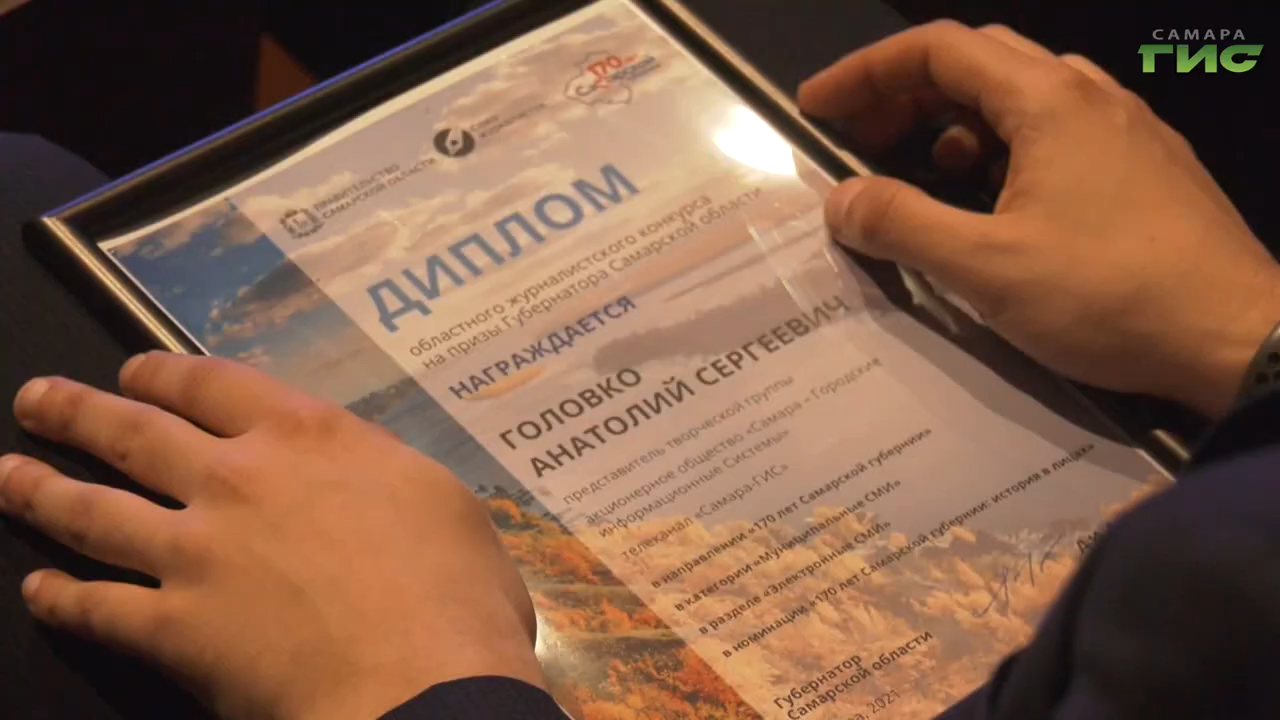 САМАРА
ГИС
170
ПРАВИТЕЛЬСТВО
САМАРСКОЙ ОБЛАСТИ
ДИПЛОМ
областного журналистского конкурса
на призы Губернатора Самарской области
НАГРАЖДАЕТСЯ
ГОЛОВКО
АНАТОЛИЙ СЕРГЕЕВИЧ
представитель творческой группы
акционерное общество «Самара – Городские
информационные Системы»
телеканал «Самара-ГИС»
в направлении «170 лет Самарской губернии»
в категории «Муниципальные СМИ»
в разделе «Электронные СМИ»
в номинации «170 лет Самарской губернии: история в лицах»
Губернатор
Самарской области
2021